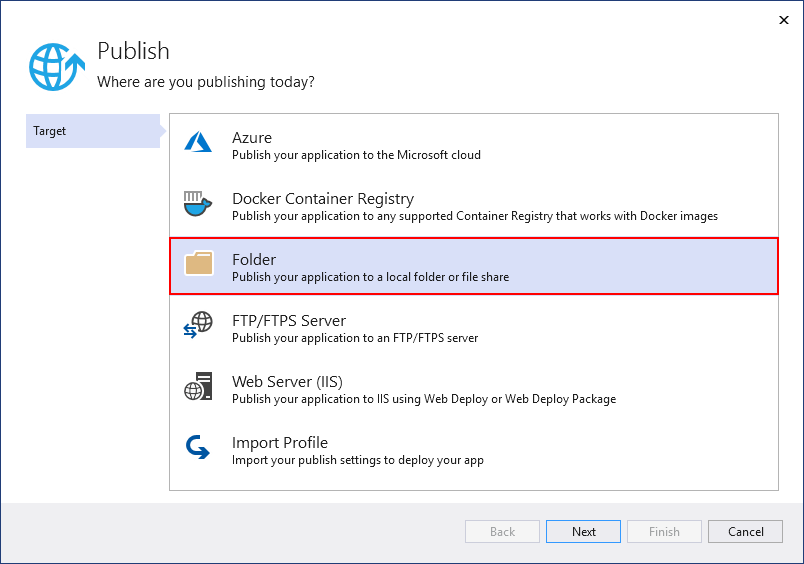 Publish
Where are you publishing today?
Target
Azure
Publish your application to the Microsoft cloud
Docker Container Registry
Publish your application to any supported Container Registry that works with Docker images
Folder
Publish your application to a local folder or file share
FTP/FTPS Server
Publish your application to an FTP/FTPS server
Web Server (IIS)
Publish your application to IIS using Web Deploy or Web Deploy Package
Import Profile
Import your publish settings to deploy your app
Back Next Finish Cancel